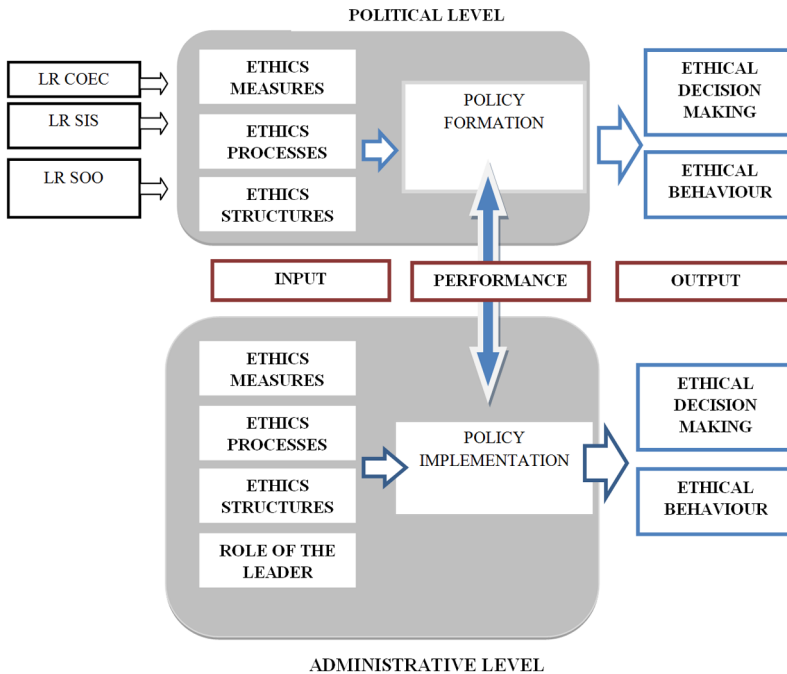 POLITICAL LEVEL
LR COEC
LR SIS
LR SOO
ETHICS
MEASURES
ETHICS
PROCESSES
ETHICS
STRUCTURES
POLICY
FORMATION
ETHICAL
DECISION
MAKING
ETHICAL
BEHAVIOUR
INPUT
PERFORMANCE
OUTPUT
ETHICS
MEASURES
ETHICS
PROCESSES
ETHICS
STRUCTURES
ROLE OF THE
LEADER
POLICY
IMPLEMENTATION
ETHICAL
DECISION
MAKING
ETHICAL
BEHAVIOUR
ADMINISTRATIVE LEVEL